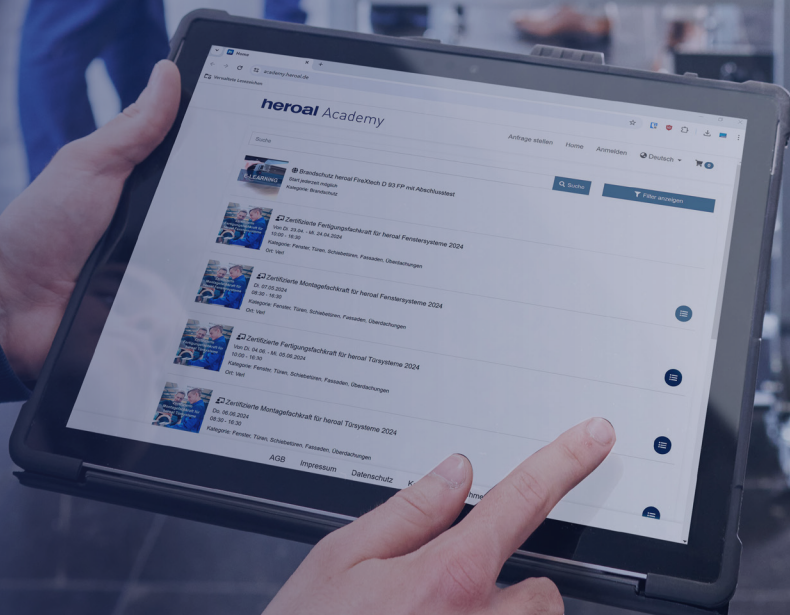 Home
academy.heroal.de
Verwaltete Lesezeichen
heroal Academy
Anfrage stellen Home Anmelden Deutsch 0
Suche
Suche
Filter anzeigen
E-LEARNING
Brandschutz heroal FireXtech D 93 FP mit Abschlusstest
Start jederzeit möglich
Kategorie: Brandschutz
Zertifizierte Fertigungsfachkraft für heroal Fenstersysteme 2024
Von Di. 23.04. - Mi. 24.04.2024
10:00 - 16:30
Kategorie: Fenster, Türen, Schiebetüren, Fassaden, Überdachungen
Ort: Verl
Zertifizierte Montagefachkraft für heroal Fenstersysteme 2024
Di. 07.05.2024
08:30 - 16:30
Kategorie: Fenster, Türen, Schiebetüren, Fassaden, Überdachungen
Ort: Verl
Zertifizierte Fertigungsfachkraft für heroal Türsysteme 2024
Von Di. 04.06. - Mi. 05.06.2024
10:00 - 16:30
Kategorie: Fenster, Türen, Schiebetüren, Fassaden, Überdachungen
Ort: Verl
Zertifizierte Montagefachkraft für heroal Türsysteme 2024
Do. 06.06.2024
08:30 - 16:30
Kategorie: Fenster, Türen, Schiebetüren, Fassaden, Überdachungen
Ort: Verl
AGB Impressum Datenschutz